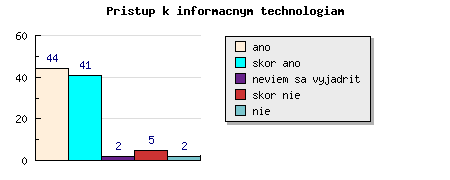 Pristup k informacnym technologiam
60
40
20
0
44
41
2
5
2
ano
skor ano
neviem sa vyjadrit
skor nie
nie